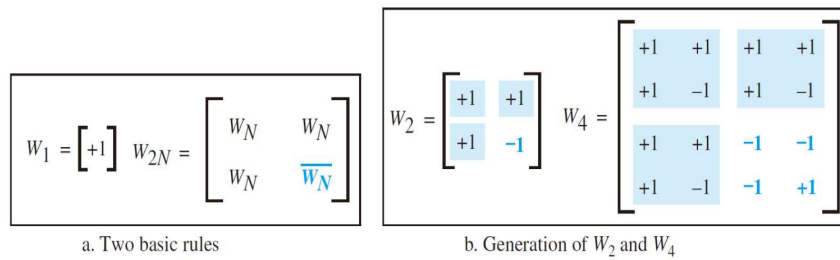 W1 = [+1] W2N = [WN WN
WN W̅N̅]
a. Two basic rules
W2 = [+1 +1
+1 –1]
W4 = [+1 +1 +1 +1
+1 –1 +1 –1
+1 +1 –1 –1
+1 –1 –1 +1]
b. Generation of W2 and W4